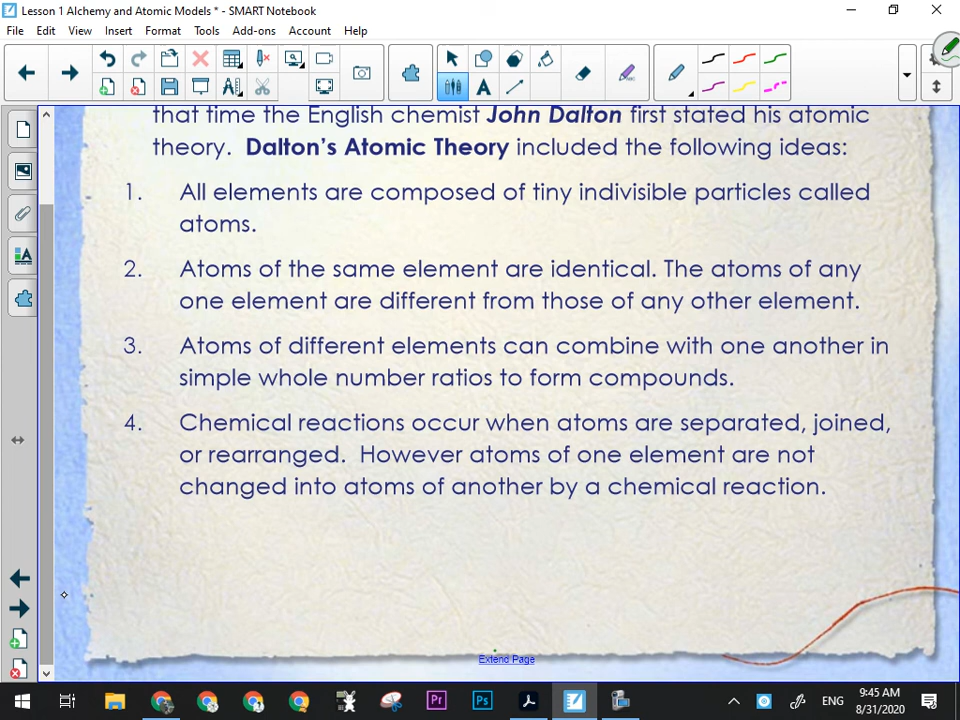 Lesson 1 Alchemy and Atomic Models * - SMART Notebook
File Edit View Insert Format Tools Add-ons Account Help
that time the English chemist John Dalton first stated his atomic
theory. Dalton's Atomic Theory included the following ideas:
1. All elements are composed of tiny indivisible particles called
atoms.
2. Atoms of the same element are identical. The atoms of any
one element are different from those of any other element.
3. Atoms of different elements can combine with one another in
simple whole number ratios to form compounds.
4. Chemical reactions occur when atoms are separated, joined,
or rearranged. However atoms of one element are not
changed into atoms of another by a chemical reaction.
Extend Page
Pr Ps ENG 9:45 AM
8/31/2020